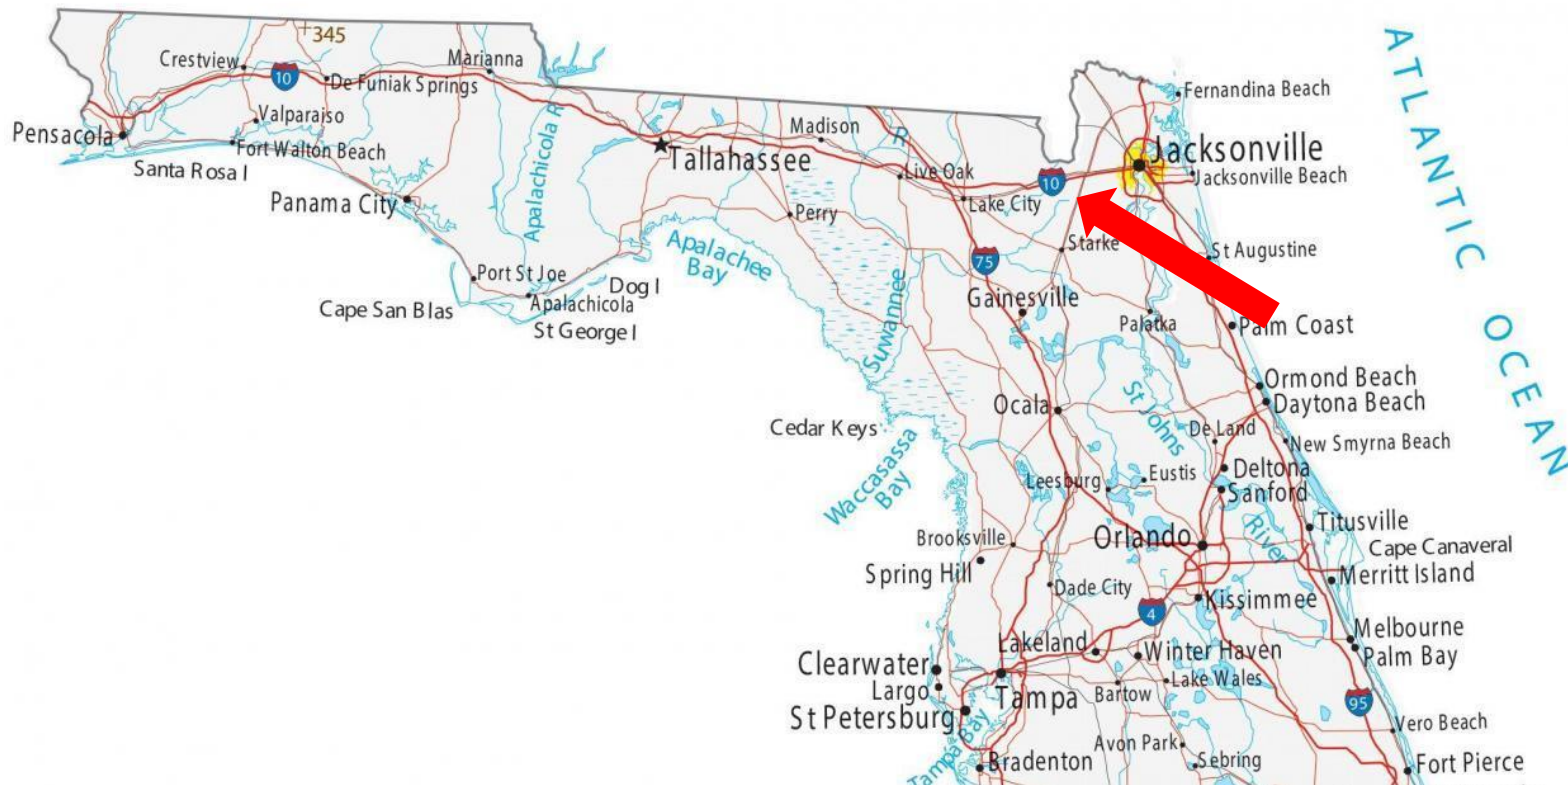 345
Crestview
10
De Funiak Springs
Marianna
Valparaiso
Pensacola
Fort Walton Beach
Santa Rosa I
Panama City
Apalachicola R
Tallahassee
Madison
R
Live Oak
Lake City
10
Jacksonville
Fernandina Beach
Jacksonville Beach
Perry
Apalachee
Bay
Port St Joe
Dog I
Cape San Blas
Apalachicola
St George I
Starke
St Augustine
75
Gainesville
Suwannee
Palatka
Palm Coast
ATLANTIC OCEAN
Ormond Beach
Daytona Beach
Ocala
St Johns
River
Cedar Keys
De Land
New Smyrna Beach
Waccasassa
Bay
Leesburg
Eustis
Deltona
Sanford
Titusville
Brooksville
Orlando
Cape Canaveral
Spring Hill
Dade City
Merritt Island
Kissimmee
4
Lakeland
Winter Haven
Melbourne
Palm Bay
Clearwater
Largo
Tampa
Bartow
Lake Wales
St Petersburg
95
Vero Beach
Tampa Bay
Avon Park
Sebring
Bradenton
Fort Pierce